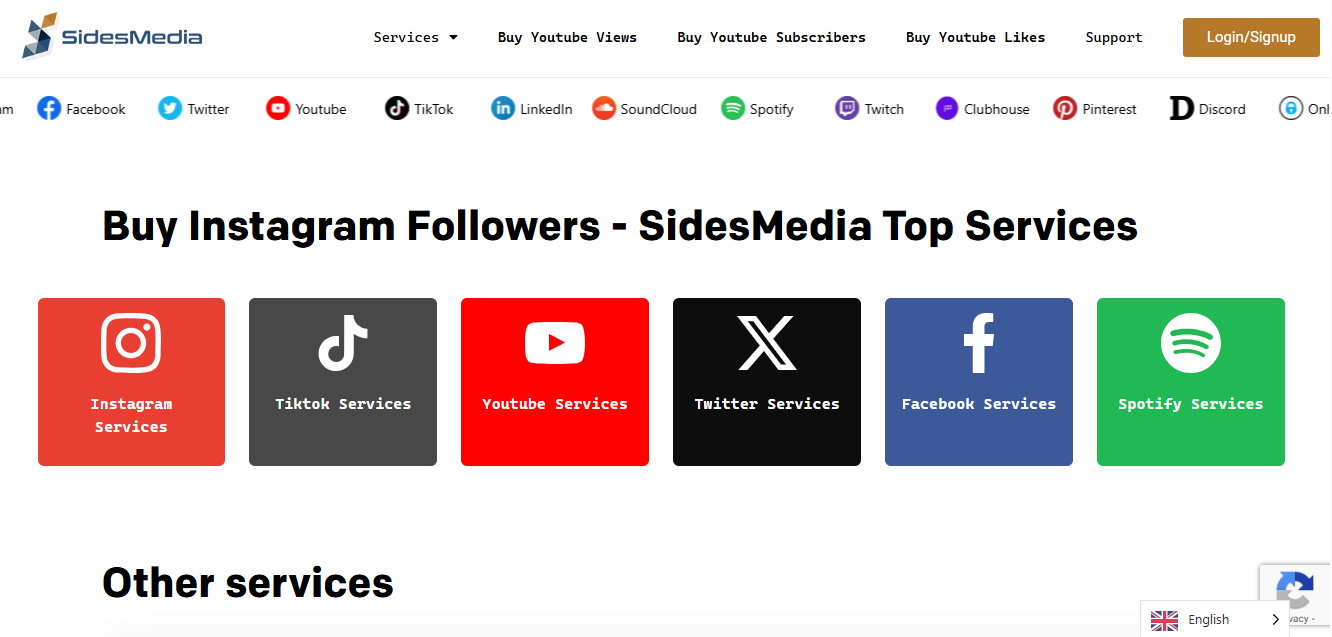 SidesMedia
Services
Buy Youtube Views
Buy Youtube Subscribers
Buy Youtube Likes
Support
Login/Signup
Facebook
Twitter
Youtube
TikTok
LinkedIn
SoundCloud
Spotify
Twitch
Clubhouse
Pinterest
Discord
Buy Instagram Followers - SidesMedia Top Services
Instagram
Services
Tiktok Services
Youtube Services
Twitter Services
Facebook Services
Spotify Services
Other services
English